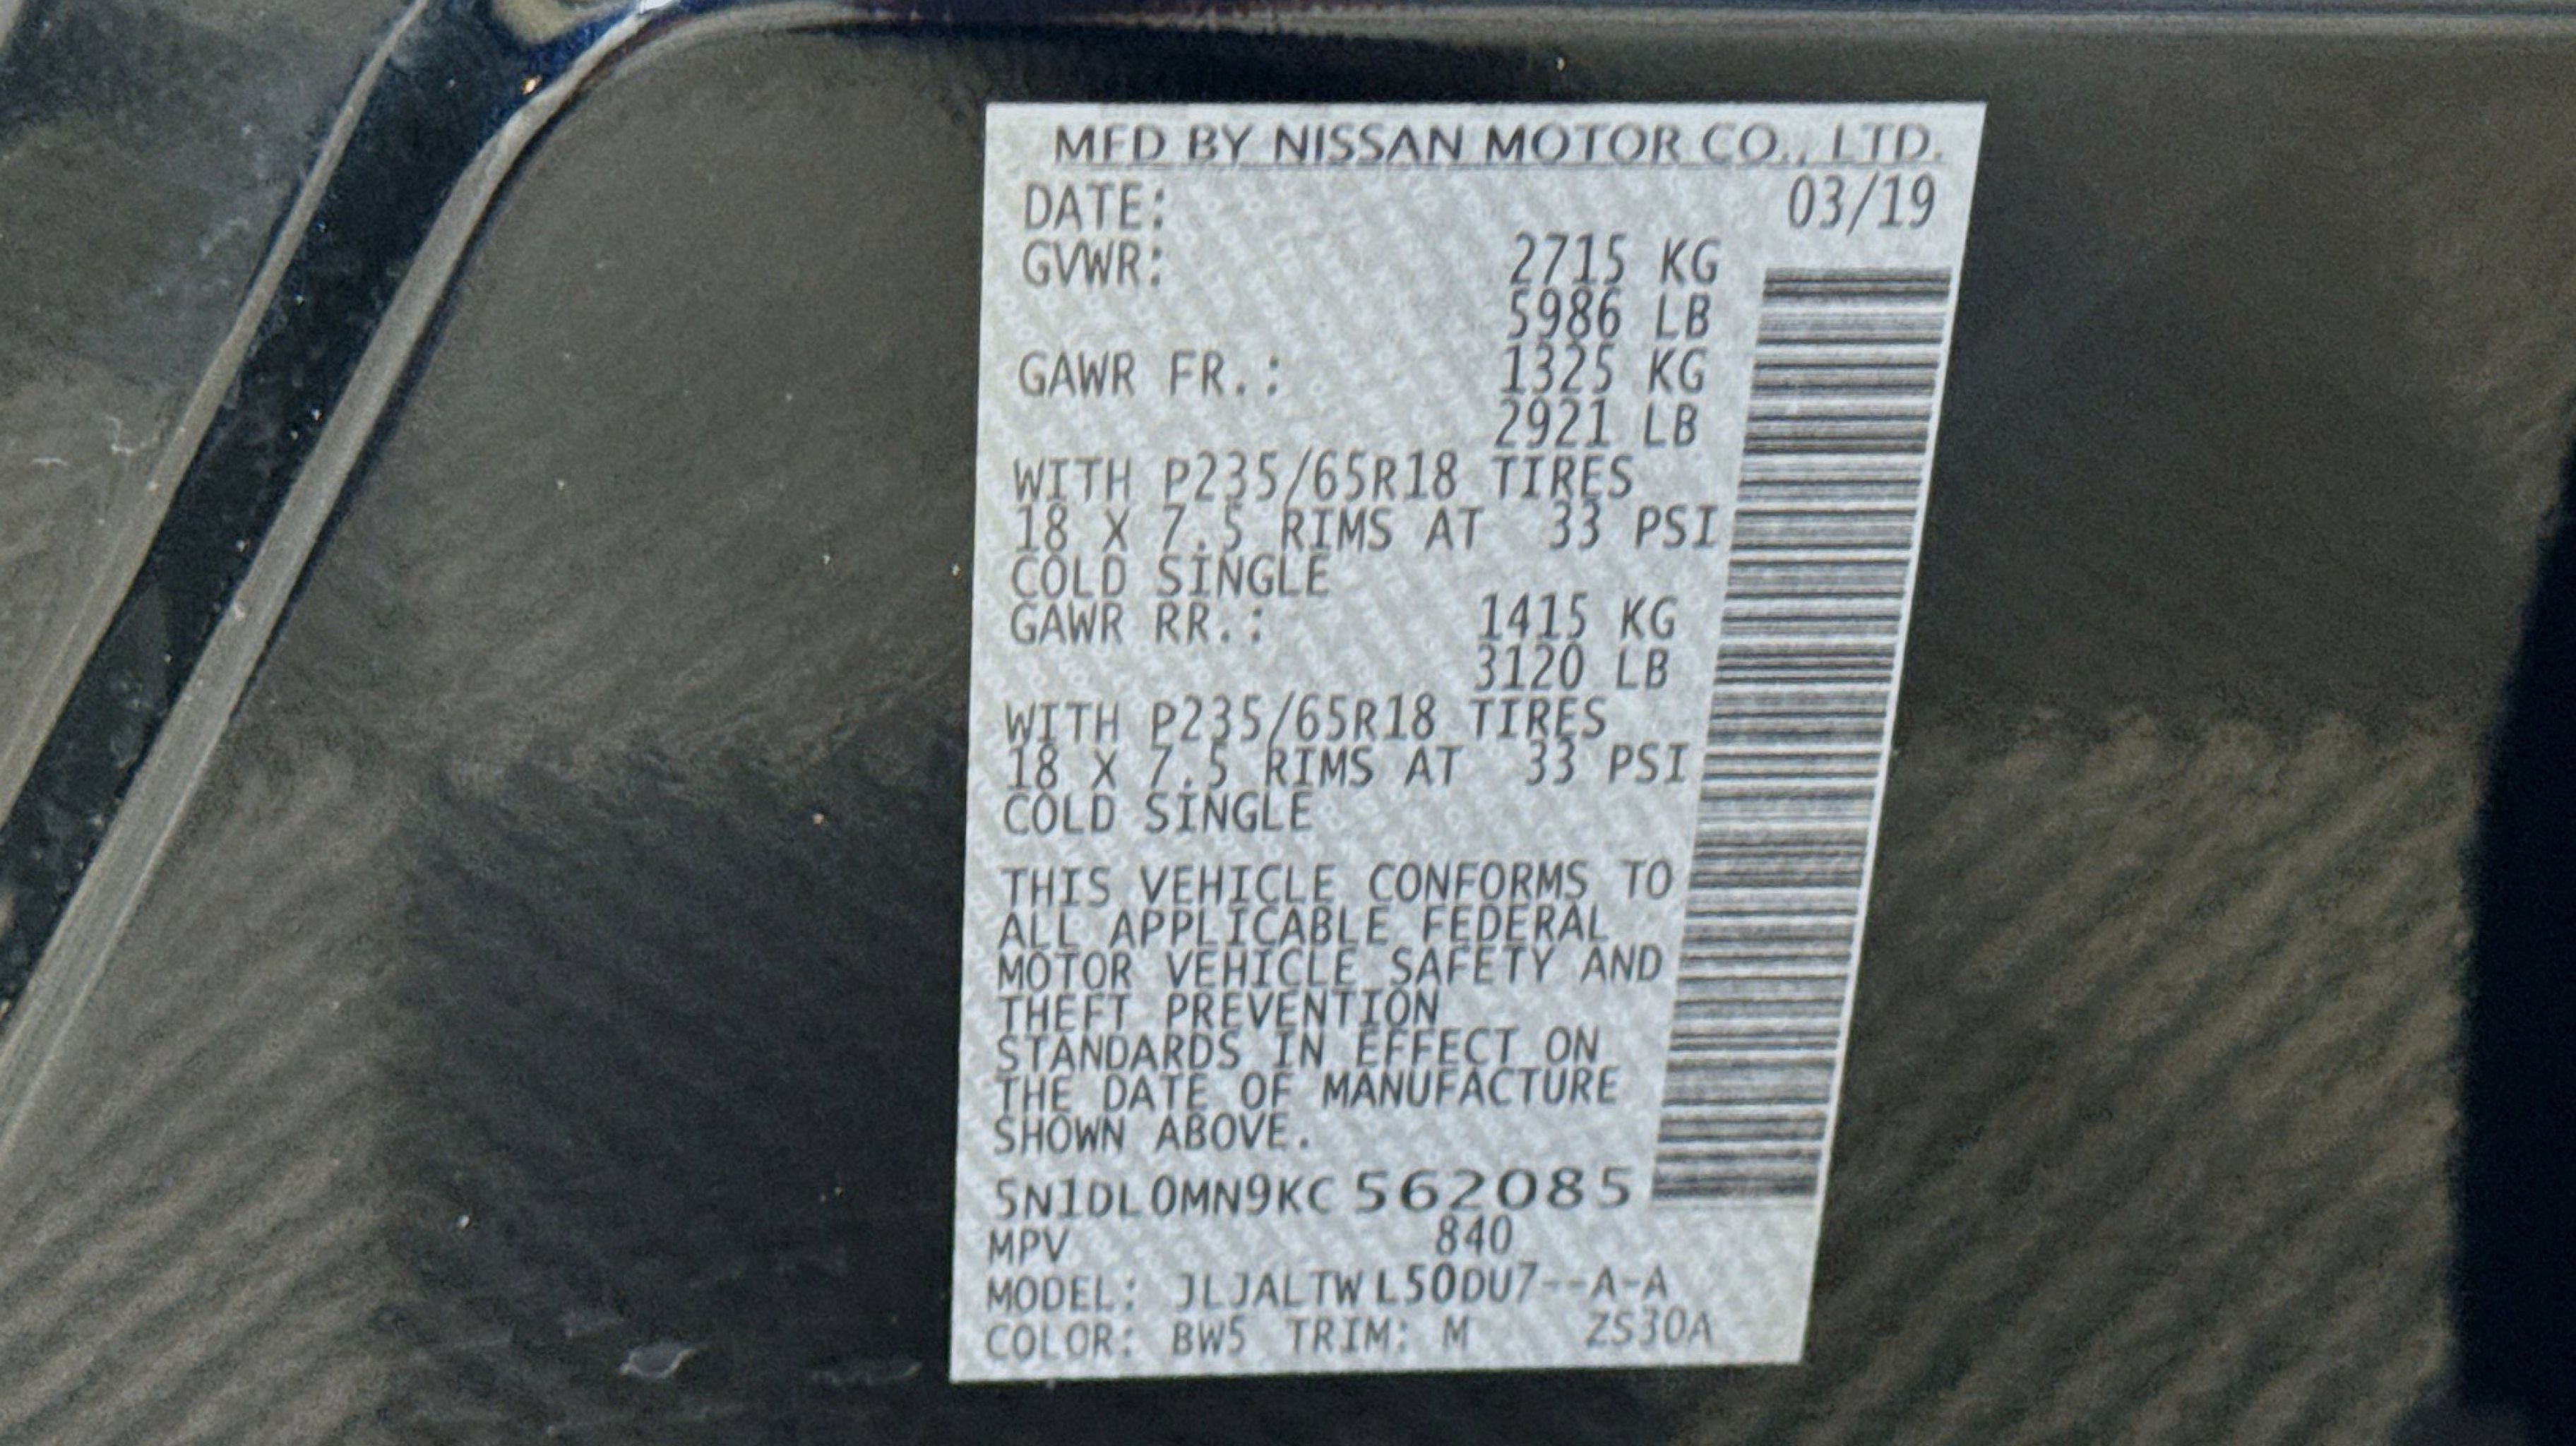 MFD BY NISSAN MOTOR CO., LTD.
DATE: 03/19
GVWR: 2715 KG
5986 LB
GAWR FR.: 1325 KG
2921 LB
WITH P235/65R18 TIRES
18 X 7.5 RIMS AT 33 PSI
COLD SINGLE
GAWR RR.: 1415 KG
3120 LB
WITH P235/65R18 TIRES
18 X 7.5 RIMS AT 33 PSI
COLD SINGLE
THIS VEHICLE CONFORMS TO
ALL APPLICABLE FEDERAL
MOTOR VEHICLE SAFETY AND
THEFT PREVENTION
STANDARDS IN EFFECT ON
THE DATE OF MANUFACTURE
SHOWN ABOVE.
5N1DL0MN9KC562085
MPV 840
MODEL: JLJALTWL50DU7--A-A
COLOR: BW5 TRIM: M ZS30A